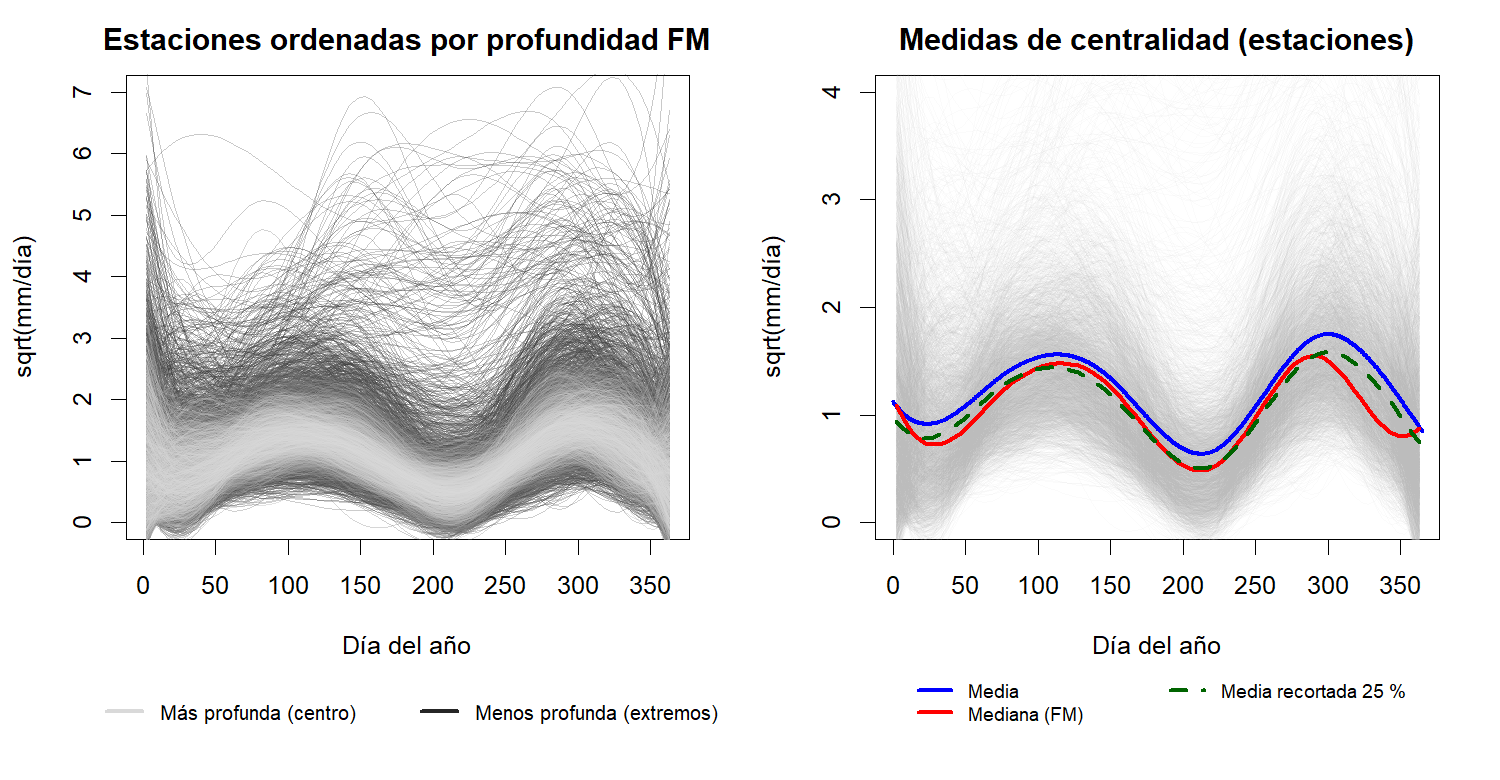 Estaciones ordenadas por profundidad FM
sqrt(mm/día)
7
6
5
4
3
2
1
0
0 50 100 150 200 250 300 350
Día del año
Más profunda (centro) Menos profunda (extremos)
Medidas de centralidad (estaciones)
sqrt(mm/día)
4
3
2
1
0
0 50 100 150 200 250 300 350
Día del año
Media Media recortada 25 %
Mediana (FM)